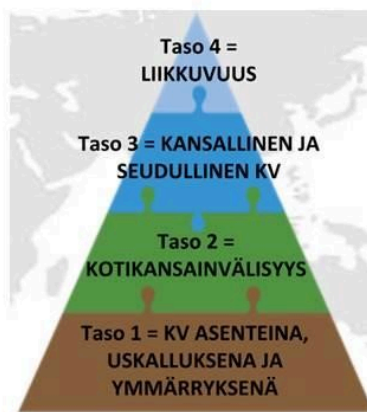 Taso 4 =
LIIKKUVUUS
Taso 3 = KANSALLINEN JA
SEUDULLINEN KV
Taso 2 =
KOTIKANSAINVÄLISYYS
Taso 1 = KV ASENTEINA,
USKALLUKSENA JA
YMMÄRRYKSENÄ